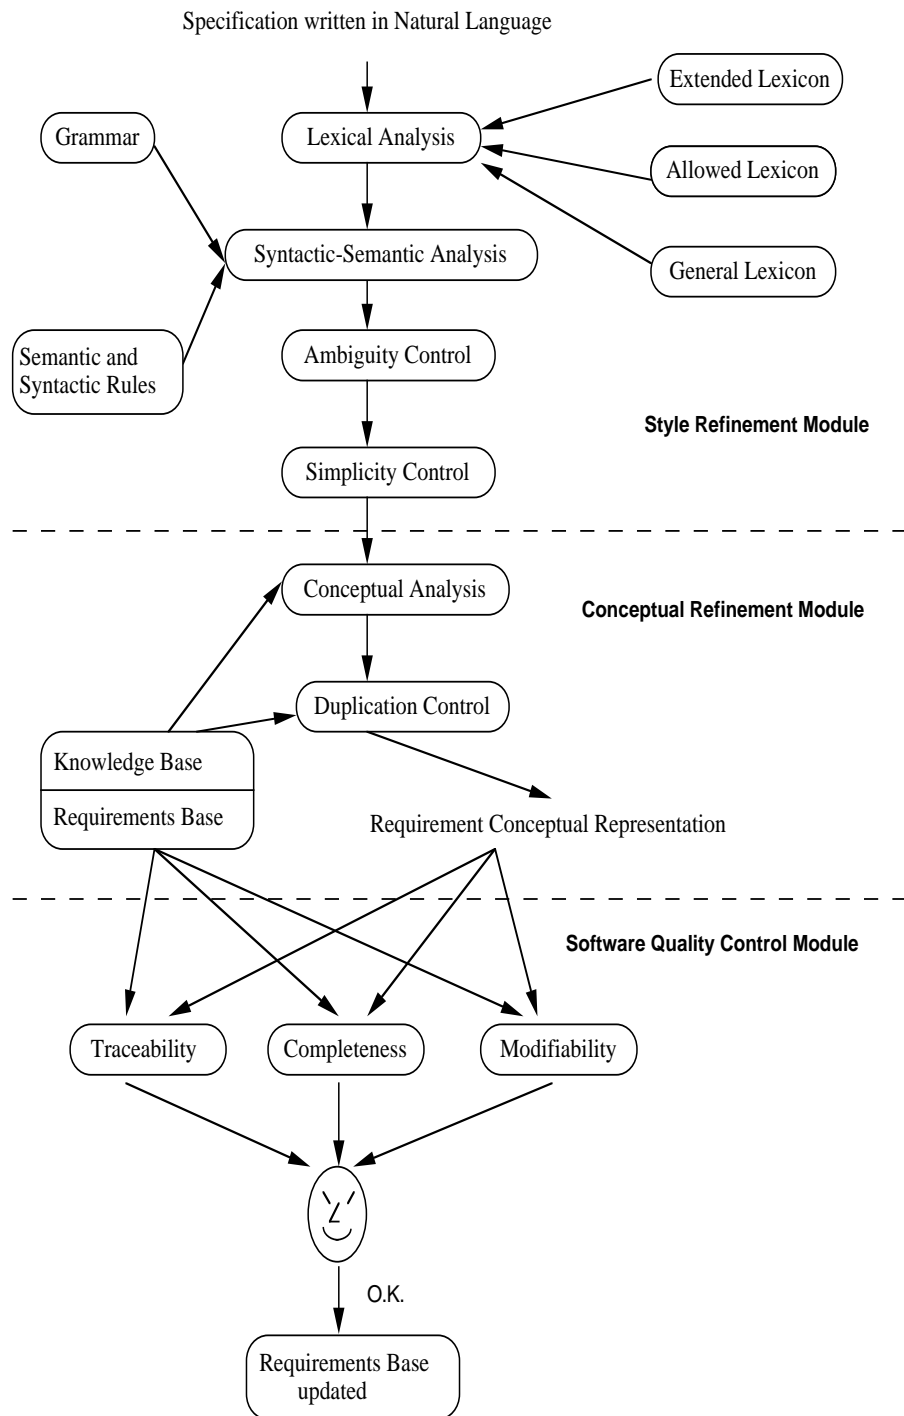 Specification written in Natural Language
Extended Lexicon
Grammar
Lexical Analysis
Allowed Lexicon
Syntactic-Semantic Analysis
General Lexicon
Semantic and
Syntactic Rules
Ambiguity Control
Style Refinement Module
Simplicity Control
Conceptual Analysis
Conceptual Refinement Module
Duplication Control
Knowledge Base
Requirements Base
Requirement Conceptual Representation
Software Quality Control Module
Traceability
Completeness
Modifiability
O.K.
Requirements Base
updated